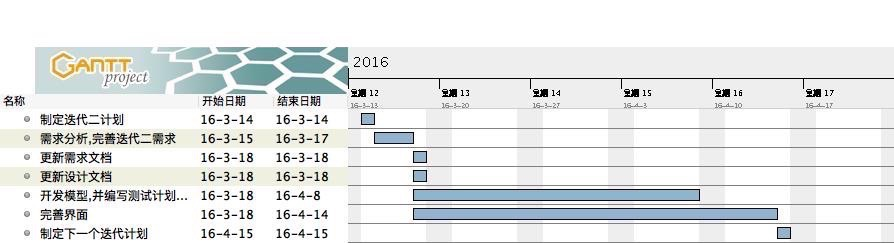 GANTT
project
2016
星期 12 星期 13 星期 14 星期 15 星期 16 星期 17
16-3-13 16-3-20 16-3-27 16-4-3 16-4-10 16-4-17
名称 开始日期 结束日期
制定迭代二计划 16-3-14 16-3-14
需求分析,完善迭代二需求 16-3-15 16-3-17
更新需求文档 16-3-18 16-3-18
更新设计文档 16-3-18 16-3-18
开发模型,并编写测试计划... 16-3-18 16-4-8
完善界面 16-3-18 16-4-14
制定下一个迭代计划 16-4-15 16-4-15